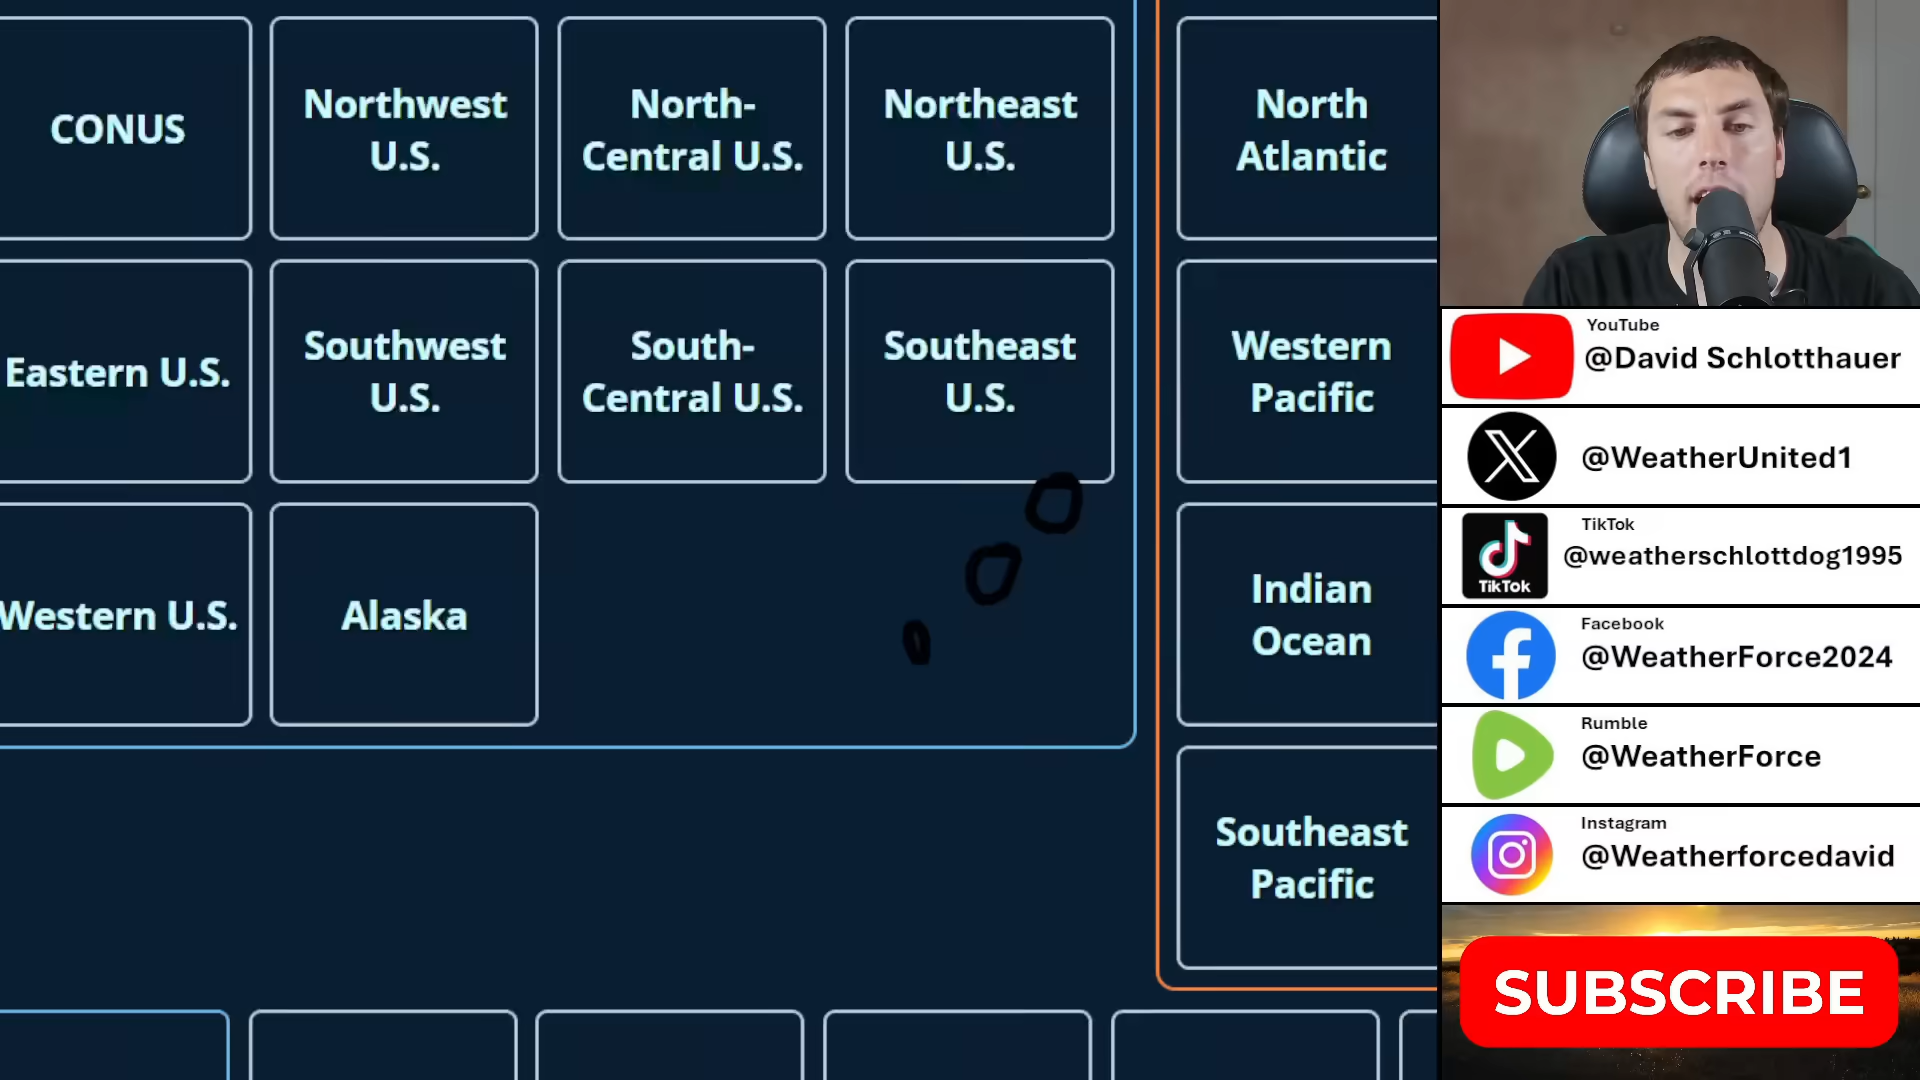 CONUS
Northwest
U.S.
North-
Central U.S.
Northeast
U.S.
North
Atlantic
Eastern U.S.
Southwest
U.S.
South-
Central U.S.
Southeast
U.S.
Western
Pacific
Western U.S.
Alaska
Indian
Ocean
Southeast
Pacific
YouTube
@David Schlotthauer
@WeatherUnited1
TikTok
TikTok
@weatherschlottdog1995
Facebook
@WeatherForce2024
Rumble
@WeatherForce
Instagram
@Weatherforcedavid
SUBSCRIBE